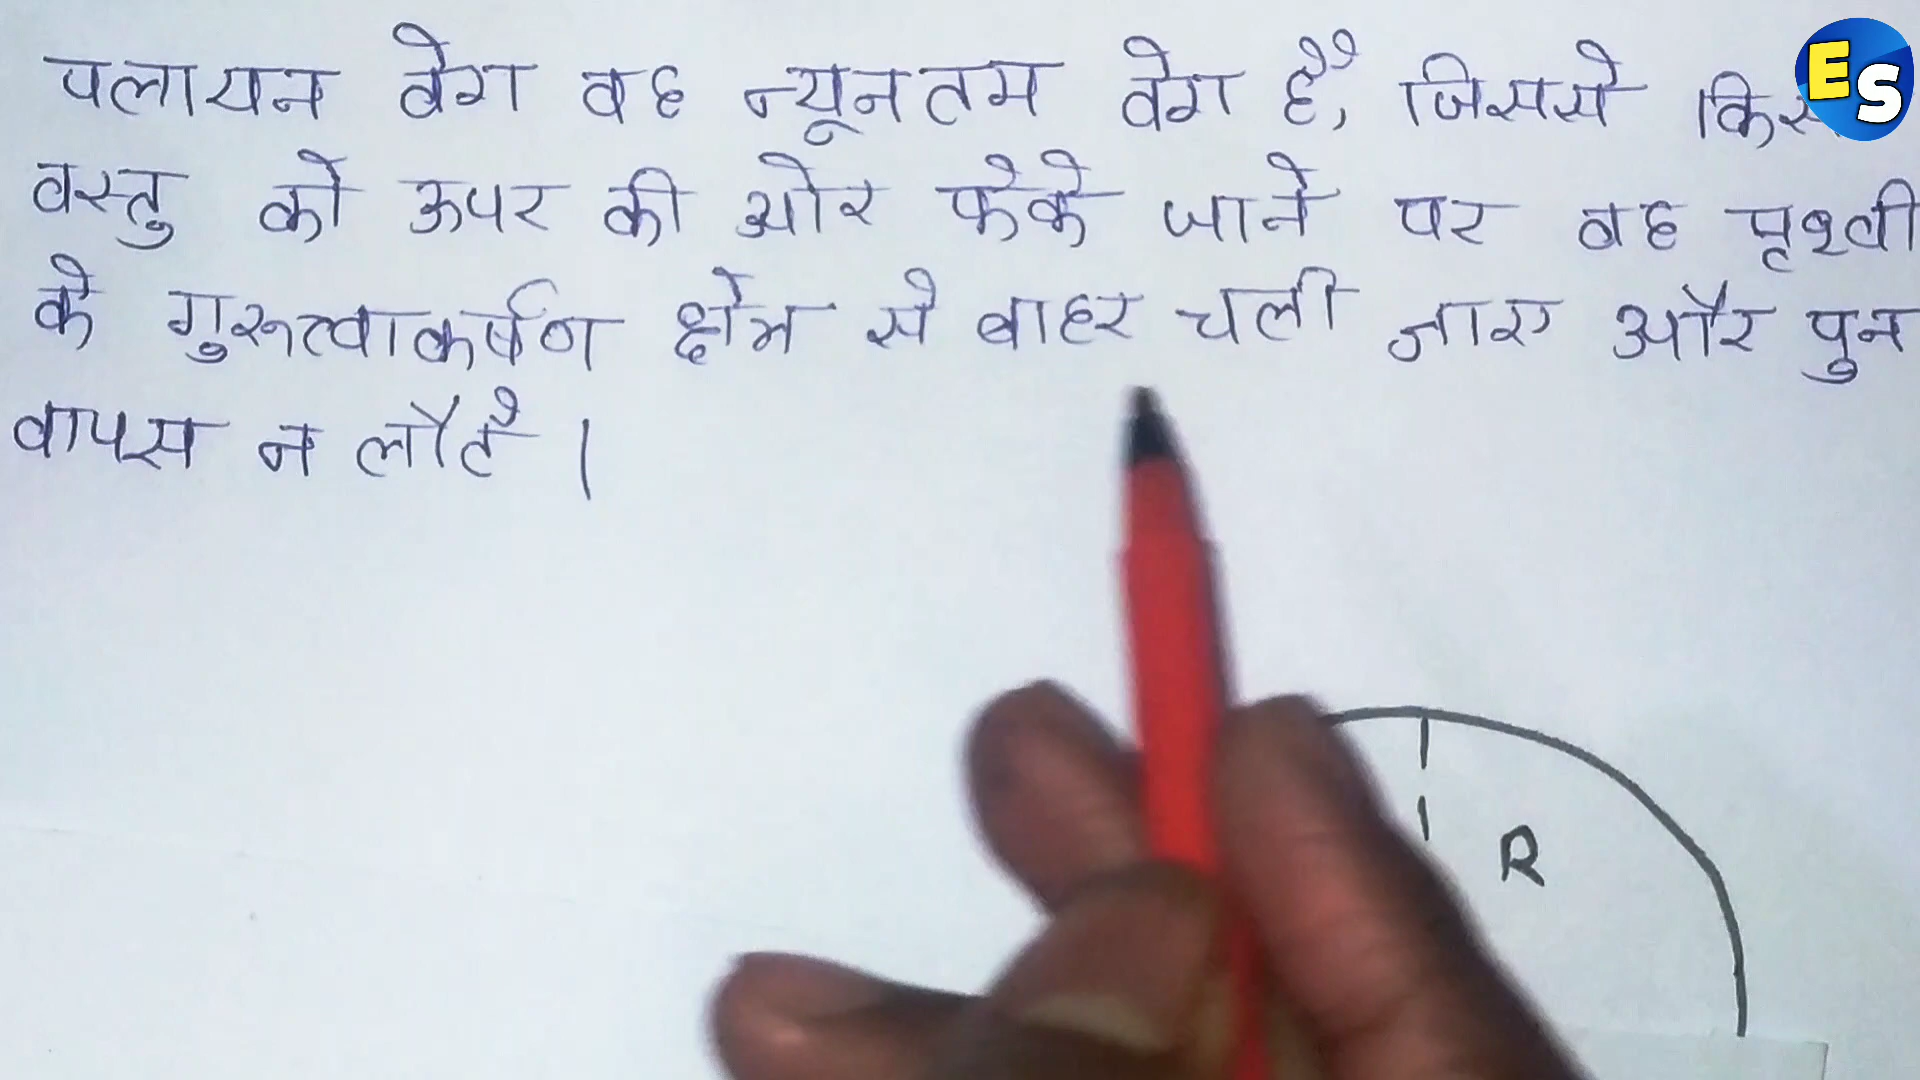 पलायन वेग वह न्यूनतम वेग है, जिससे
वस्तु को ऊपर की ओर फेंके जाने पर वह पृथ्वी
के गुरुत्वाकर्षण क्षेत्र से बाहर चली जाए और पुन
वापस न लौटे।
R
ES